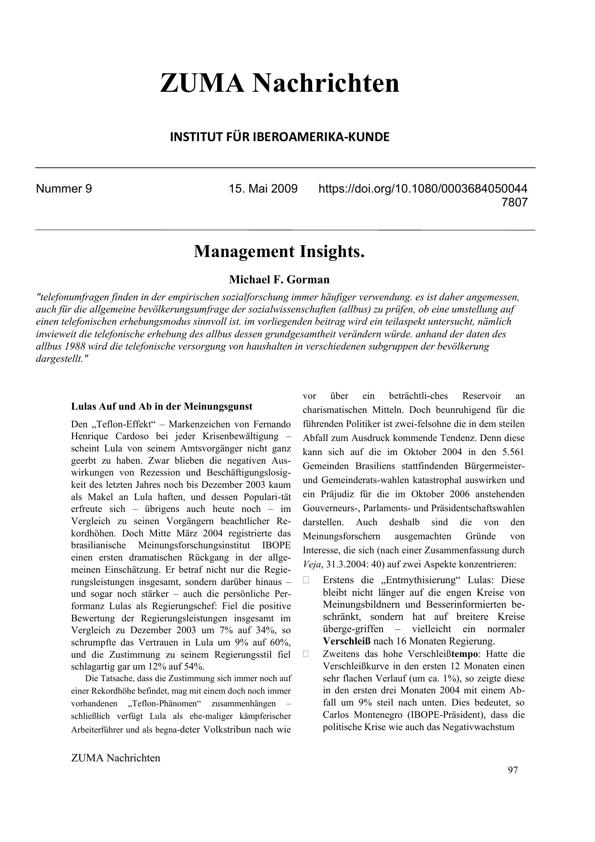 ZUMA Nachrichten
INSTITUT FÜR IBEROAMERIKA-KUNDE
Nummer 9
15. Mai 2009
https://doi.org/10.1080/0003684050044
7807
Management Insights.
Michael F. Gorman
"telefonumfragen finden in der empirischen sozialforschung immer häufiger verwendung. es ist daher angemessen,
auch für die allgemeine bevölkerungsumfrage der sozialwissenschaften (allbus) zu prüfen, ob eine umstellung auf
einen telefonischen erhebungsmodus sinnvoll ist. im vorliegenden beitrag wird ein teilaspekt untersucht, nämlich
inwieweit die telefonische erhebung des allbus dessen grundgesamtheit verändern würde. anhand der daten des
allbus 1988 wird die telefonische versorgung von haushalten in verschiedenen subgruppen der bevölkerung
dargestellt."
Lulas Auf und Ab in der Meinungsgunst
Den „Teflon-Effekt“ – Markenzeichen von Fernando
Henrique Cardoso bei jeder Krisenbewältigung –
scheint Lula von seinem Amtsvorgänger nicht ganz
geerbt zu haben. Zwar blieben die negativen Aus-
wirkungen von Rezession und Beschäftigungslosig-
keit des letzten Jahres noch bis Dezember 2003 kaum
als Makel an Lula haften, und dessen Populari-tät
erfreute sich – übrigens auch heute noch – im
Vergleich zu seinen Vorgängern beachtlicher Re-
kordhöhen. Doch Mitte März 2004 registrierte das
brasilianische Meinungsforschungsinstitut IBOPE
einen ersten dramatischen Rückgang in der allge-
meinen Einschätzung. Er betraf nicht nur die Regie-
rungsleistungen insgesamt, sondern darüber hinaus –
und sogar noch stärker – auch die persönliche Per-
formanz Lulas als Regierungschef: Fiel die positive
Bewertung der Regierungsleistungen insgesamt im
Vergleich zu Dezember 2003 um 7% auf 34%, so
schrumpfte das Vertrauen in Lula um 9% auf 60%,
und die Zustimmung zu seinem Regierungsstil fiel
schlagartig gar um 12% auf 54%.
Die Tatsache, dass die Zustimmung sich immer noch auf
einer Rekordhöhe befindet, mag mit einem doch noch immer
vorhandenen „Teflon-Phänomen“ zusammenhängen –
schließlich verfügt Lula als ehe-maliger kämpferischer
Arbeiterführer und als begna-deter Volkstribun nach wie
vor über ein beträchtli-ches Reservoir an
charismatischen Mitteln. Doch beunruhigend für die
führenden Politiker ist zwei-felsohne die in dem steilen
Abfall zum Ausdruck kommende Tendenz. Denn diese
kann sich auf die im Oktober 2004 in den 5.561
Gemeinden Brasiliens stattfindenden Bürgermeister-
und Gemeinderats-wahlen katastrophal auswirken und
ein Präjudiz für die im Oktober 2006 anstehenden
Gouverneurs-, Parlaments- und Präsidentschaftswahlen
darstellen. Auch deshalb sind die von den
Meinungsforschern ausgemachten Gründe von
Interesse, die sich (nach einer Zusammenfassung durch
Veja, 31.3.2004: 40) auf zwei Aspekte konzentrieren:
Erstens die „Entmythisierung“ Lulas: Diese
bleibt nicht länger auf die engen Kreise von
Meinungsbildnern und Besserinformierten be-
schränkt, sondern hat auf breitere Kreise
überge-griffen – vielleicht ein normaler
Verschleiß nach 16 Monaten Regierung.
Zweitens das hohe Verschleißtempo: Hatte die
Verschleißkurve in den ersten 12 Monaten einen
sehr flachen Verlauf (um ca. 1%), so zeigte diese
in den ersten drei Monaten 2004 mit einem Ab-
fall um 9% steil nach unten. Dies bedeutet, so
Carlos Montenegro (IBOPE-Präsident), dass die
politische Krise wie auch das Negativwachstum
ZUMA Nachrichten
97